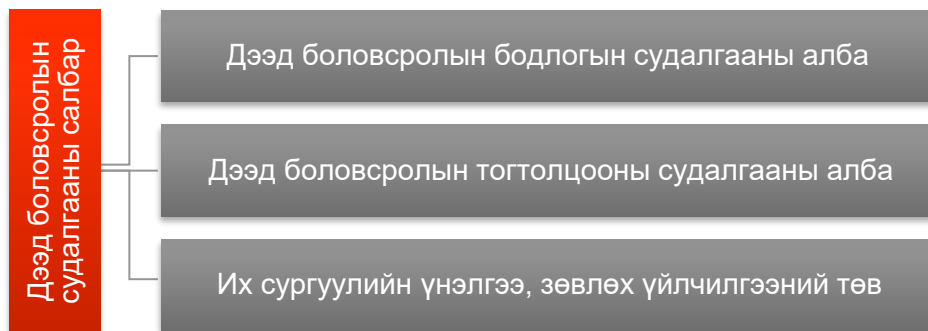 Дээд боловсролын
судалгааны салбар
Дээд боловсролын бодлогын судалгааны алба
Дээд боловсролын тогтолцооны судалгааны алба
Их сургуулийн үнэлгээ, зөвлөх үйлчилгээний төв